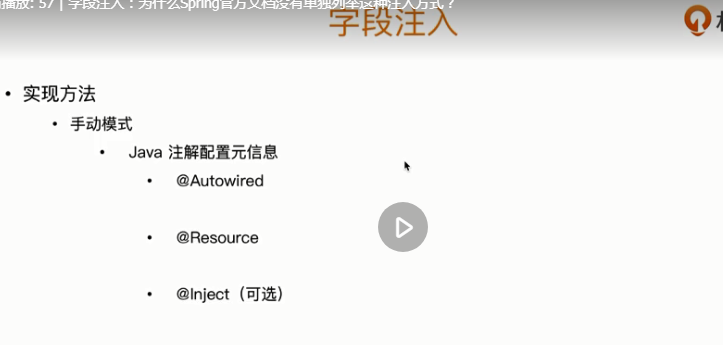 播放: 57 | 字段注入：为什么Spring官方文档没有单独列举这种注入方式？
字段注入
• 实现方法
• 手动模式
• Java 注解配置元信息
• @Autowired
• @Resource
• @Inject（可选）